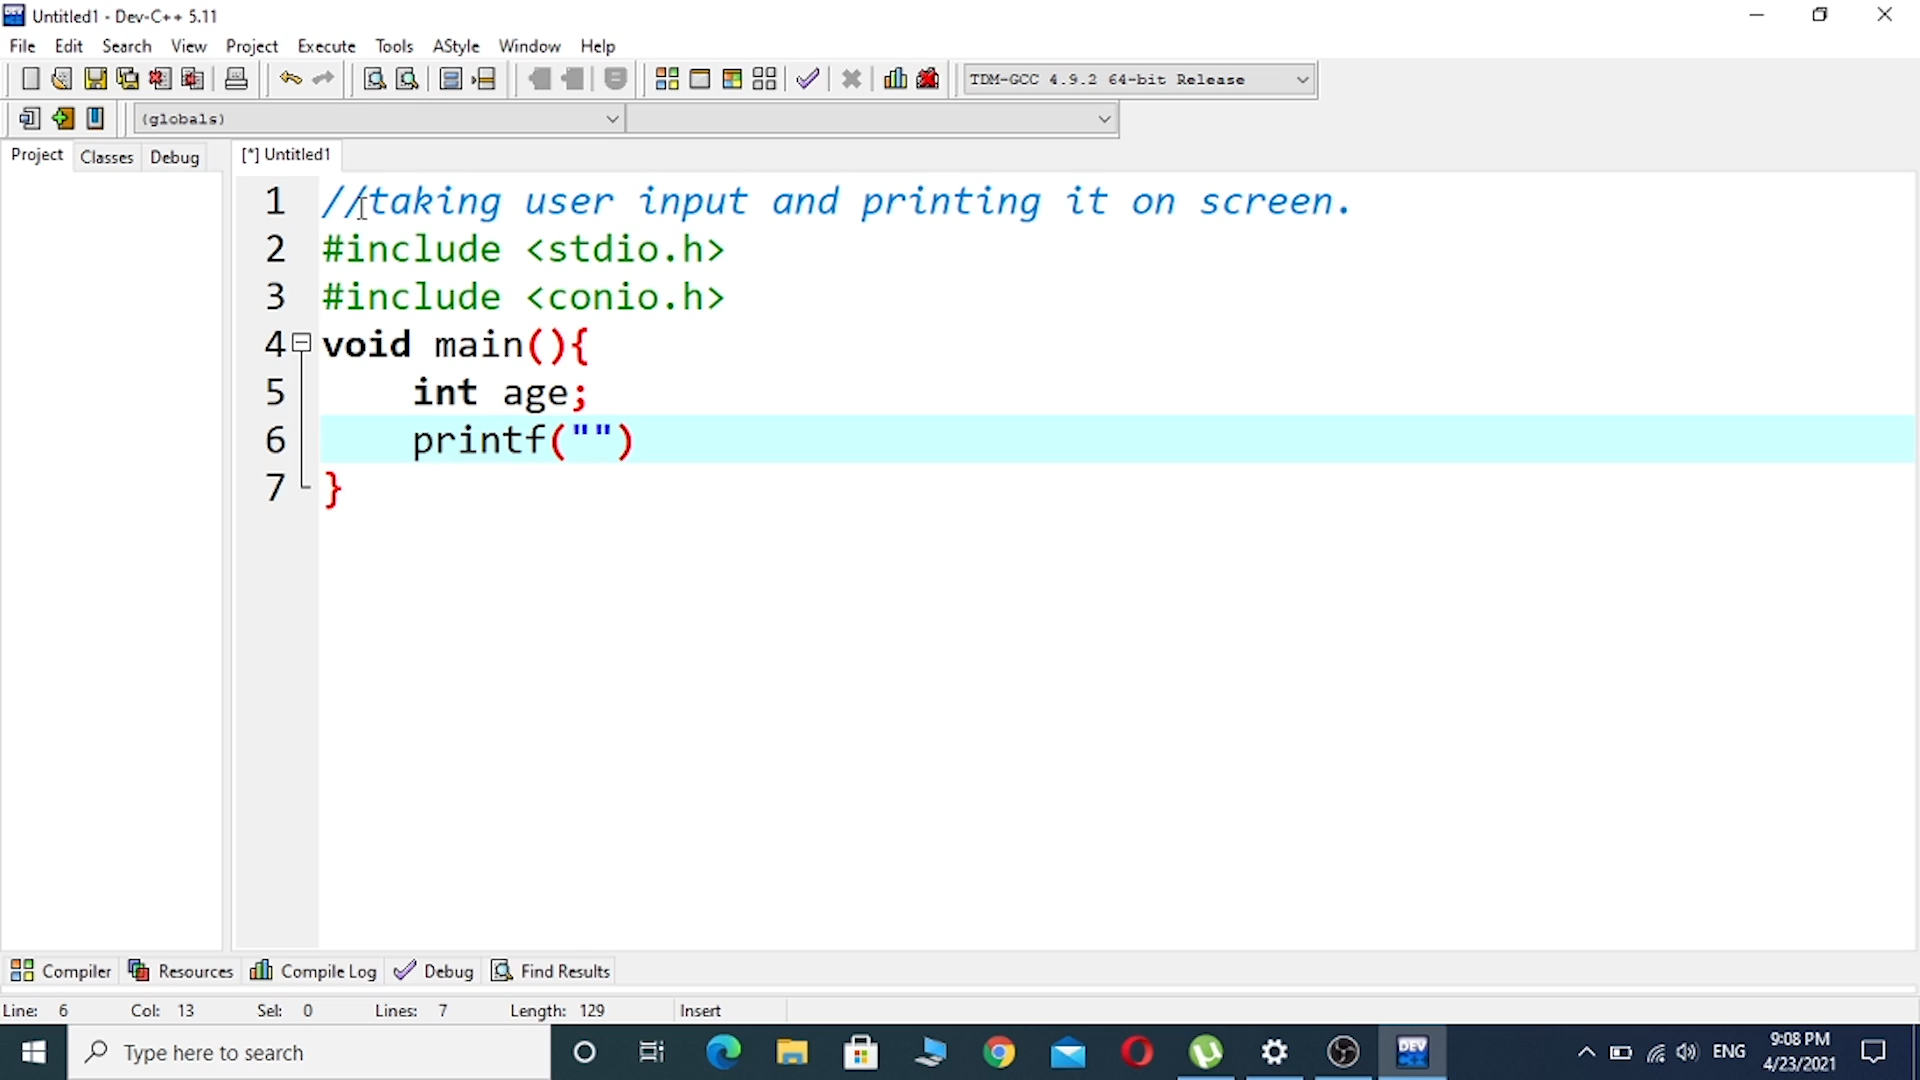 Untitled1 - Dev-C++ 5.11
File Edit Search View Project Execute Tools AStyle Window Help
TDM-GCC 4.9.2 64-bit Release
(globals)
Project Classes Debug [*] Untitled1
1 //taking user input and printing it on screen.
2 #include <stdio.h>
3 #include <conio.h>
4 void main(){
5 int age;
6 printf("")
7 }
Compiler Resources Compile Log Debug Find Results
Line: 6 Col: 13 Sel: 0 Lines: 7 Length: 129 Insert
Type here to search
DEV
ENG
9:08 PM
4/23/2021